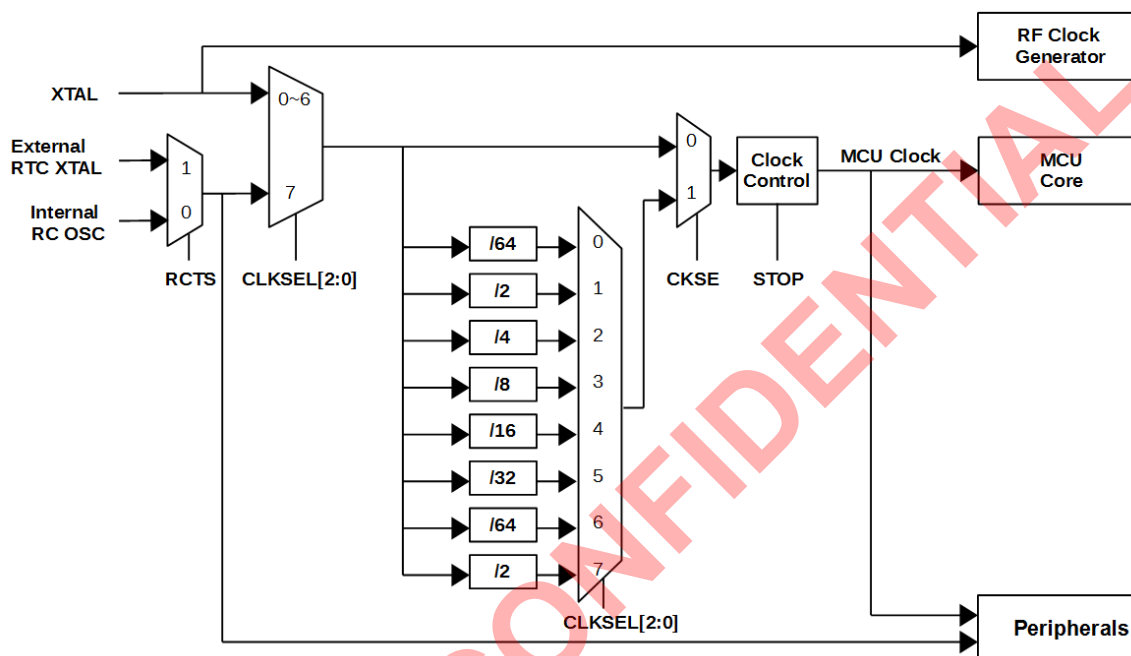 RF Clock
Generator
XTAL
0~6
External
RTC XTAL
1
0
Clock
Control
MCU Clock
MCU
Core
7
1
Internal
RC OSC
0
/64
0
RCTS
CLKSEL[2:0]
CKSE
STOP
/2
1
/4
2
/8
3
/16
4
/32
5
/64
6
/2
7
CLKSEL[2:0]
Peripherals
CONFIDENTIAL